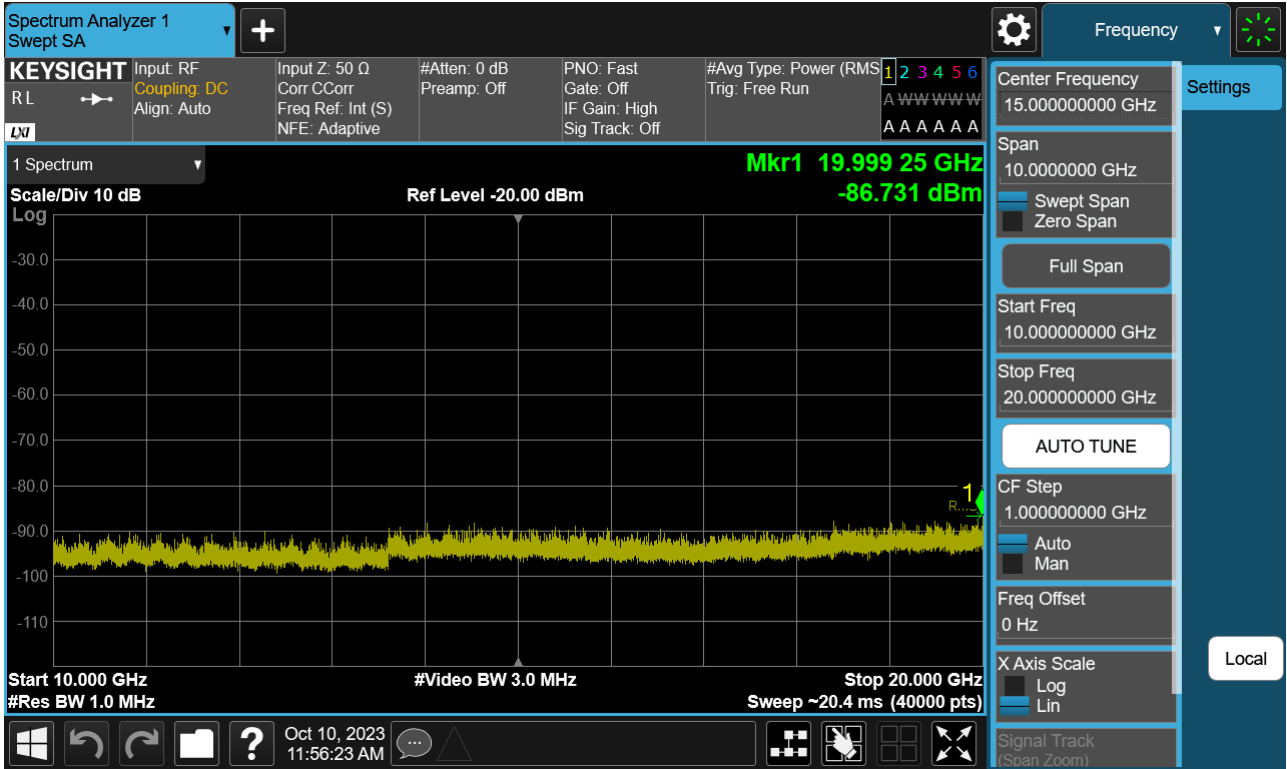 Spectrum Analyzer 1
Swept SA
+
Frequency
KEYSIGHT
R L
LXI
Input: RF
Coupling: DC
Align: Auto
Input Z: 50 Ω
Corr CCorr
Freq Ref: Int (S)
NFE: Adaptive
#Atten: 0 dB
Preamp: Off
PNO: Fast
Gate: Off
IF Gain: High
Sig Track: Off
#Avg Type: Power (RMS
Trig: Free Run
1 2 3 4 5 6
A W W W W W
A A A A A A
1 Spectrum
Scale/Div 10 dB
Log
Ref Level -20.00 dBm
Mkr1 19.999 25 GHz
-86.731 dBm
-30.0
-40.0
-50.0
-60.0
-70.0
-80.0
1
-90.0
-100
-110
Start 10.000 GHz
#Res BW 1.0 MHz
#Video BW 3.0 MHz
Stop 20.000 GHz
Sweep ~20.4 ms (40000 pts)
?
Oct 10, 2023
11:56:23 AM
Center Frequency
15.000000000 GHz
Span
10.0000000 GHz
Swept Span
Zero Span
Full Span
Start Freq
10.000000000 GHz
Stop Freq
20.000000000 GHz
AUTO TUNE
CF Step
1.000000000 GHz
Auto
Man
Freq Offset
0 Hz
X Axis Scale
Log
Lin
Signal Track
(Span Zoom)
Settings
Local